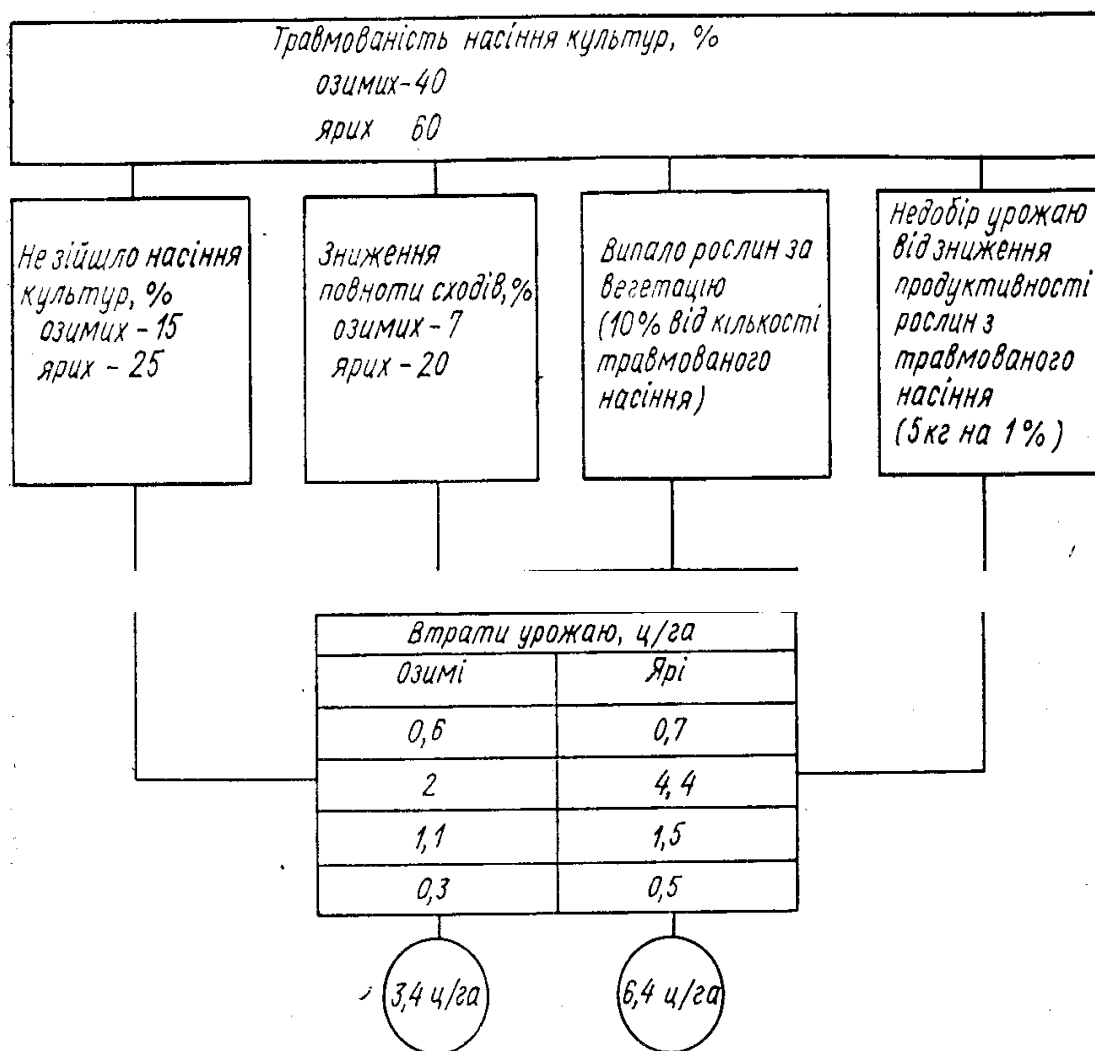 Травмованість насіння культур, %
озимих-40
ярих 60
Не зійшло насіння
культур, %
озимих - 15
ярих - 25
Зниження
повноти сходів,%
озимих - 7
ярих - 20
Випало рослин за
вегетацію
(10% від кількості
травмованого
насіння)
Недобір урожаю
від зниження
продуктивності
рослин з
травмованого
насіння
(5кг на 1%)
Втрати урожаю, ц/га
Озимі Ярі
0,6 0,7
2 4,4
1,1 1,5
0,3 0,5
3,4 ц/га 6,4 ц/га